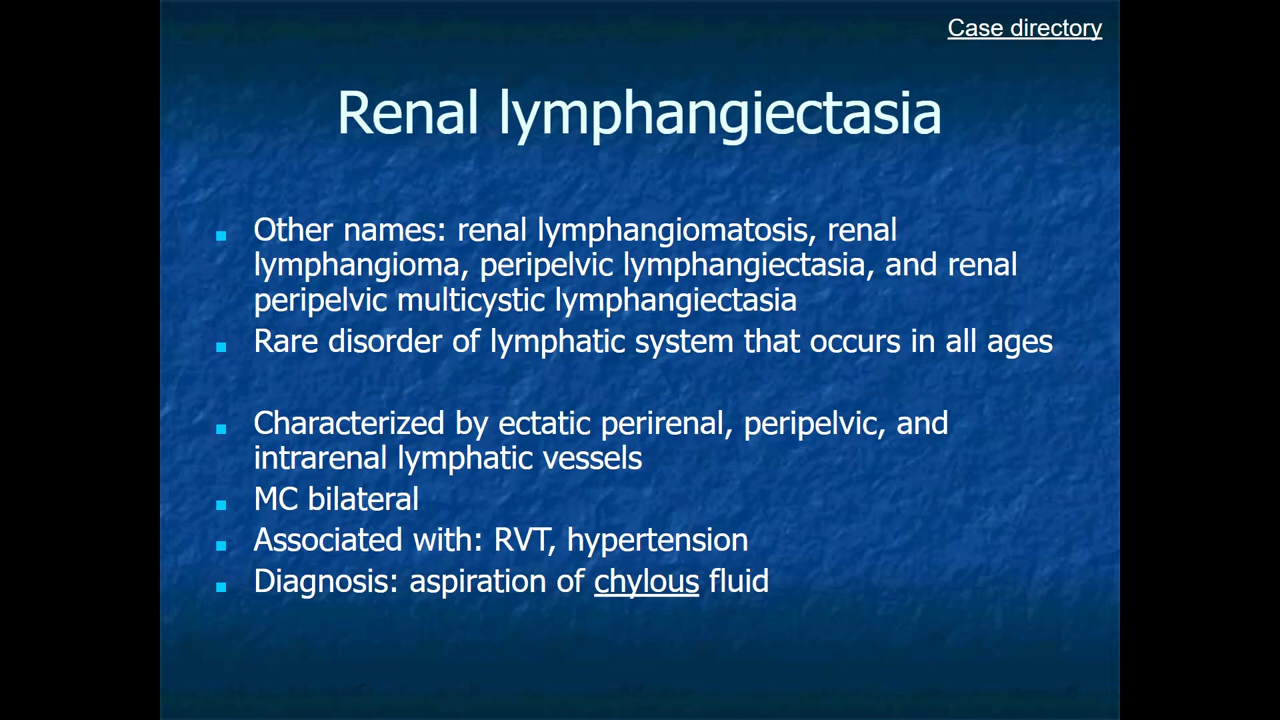 Case directory
Renal lymphangiectasia
Other names: renal lymphangiomatosis, renal
lymphangioma, peripelvic lymphangiectasia, and renal
peripelvic multicystic lymphangiectasia
Rare disorder of lymphatic system that occurs in all ages
Characterized by ectatic perirenal, peripelvic, and
intrarenal lymphatic vessels
MC bilateral
Associated with: RVT, hypertension
Diagnosis: aspiration of chylous fluid